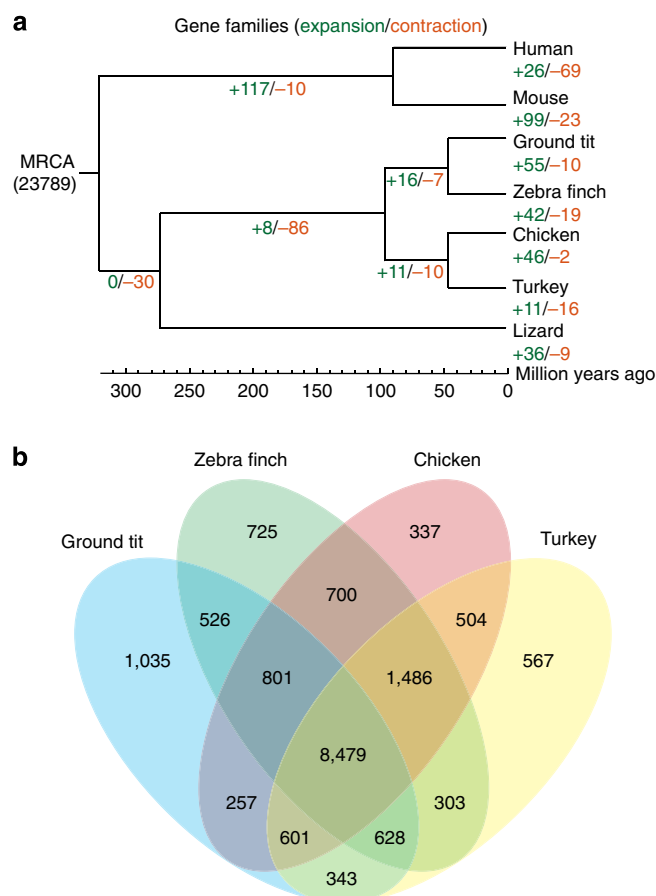 a
Gene families (expansion/contraction)
Human
+26/–69
+117/–10
Mouse
+99/–23
Ground tit
+55/–10
MRCA
(23789)
+16/–7
Zebra finch
+42/–19
+8/–86
Chicken
+46/–2
+11/–10
0/–30
Turkey
+11/–16
Lizard
+36/–9
Million years ago
300 250 200 150 100 50 0
b
Zebra finch
Chicken
Ground tit
Turkey
725
337
700
526
504
1,035
567
801
1,486
8,479
257
303
601
628
343